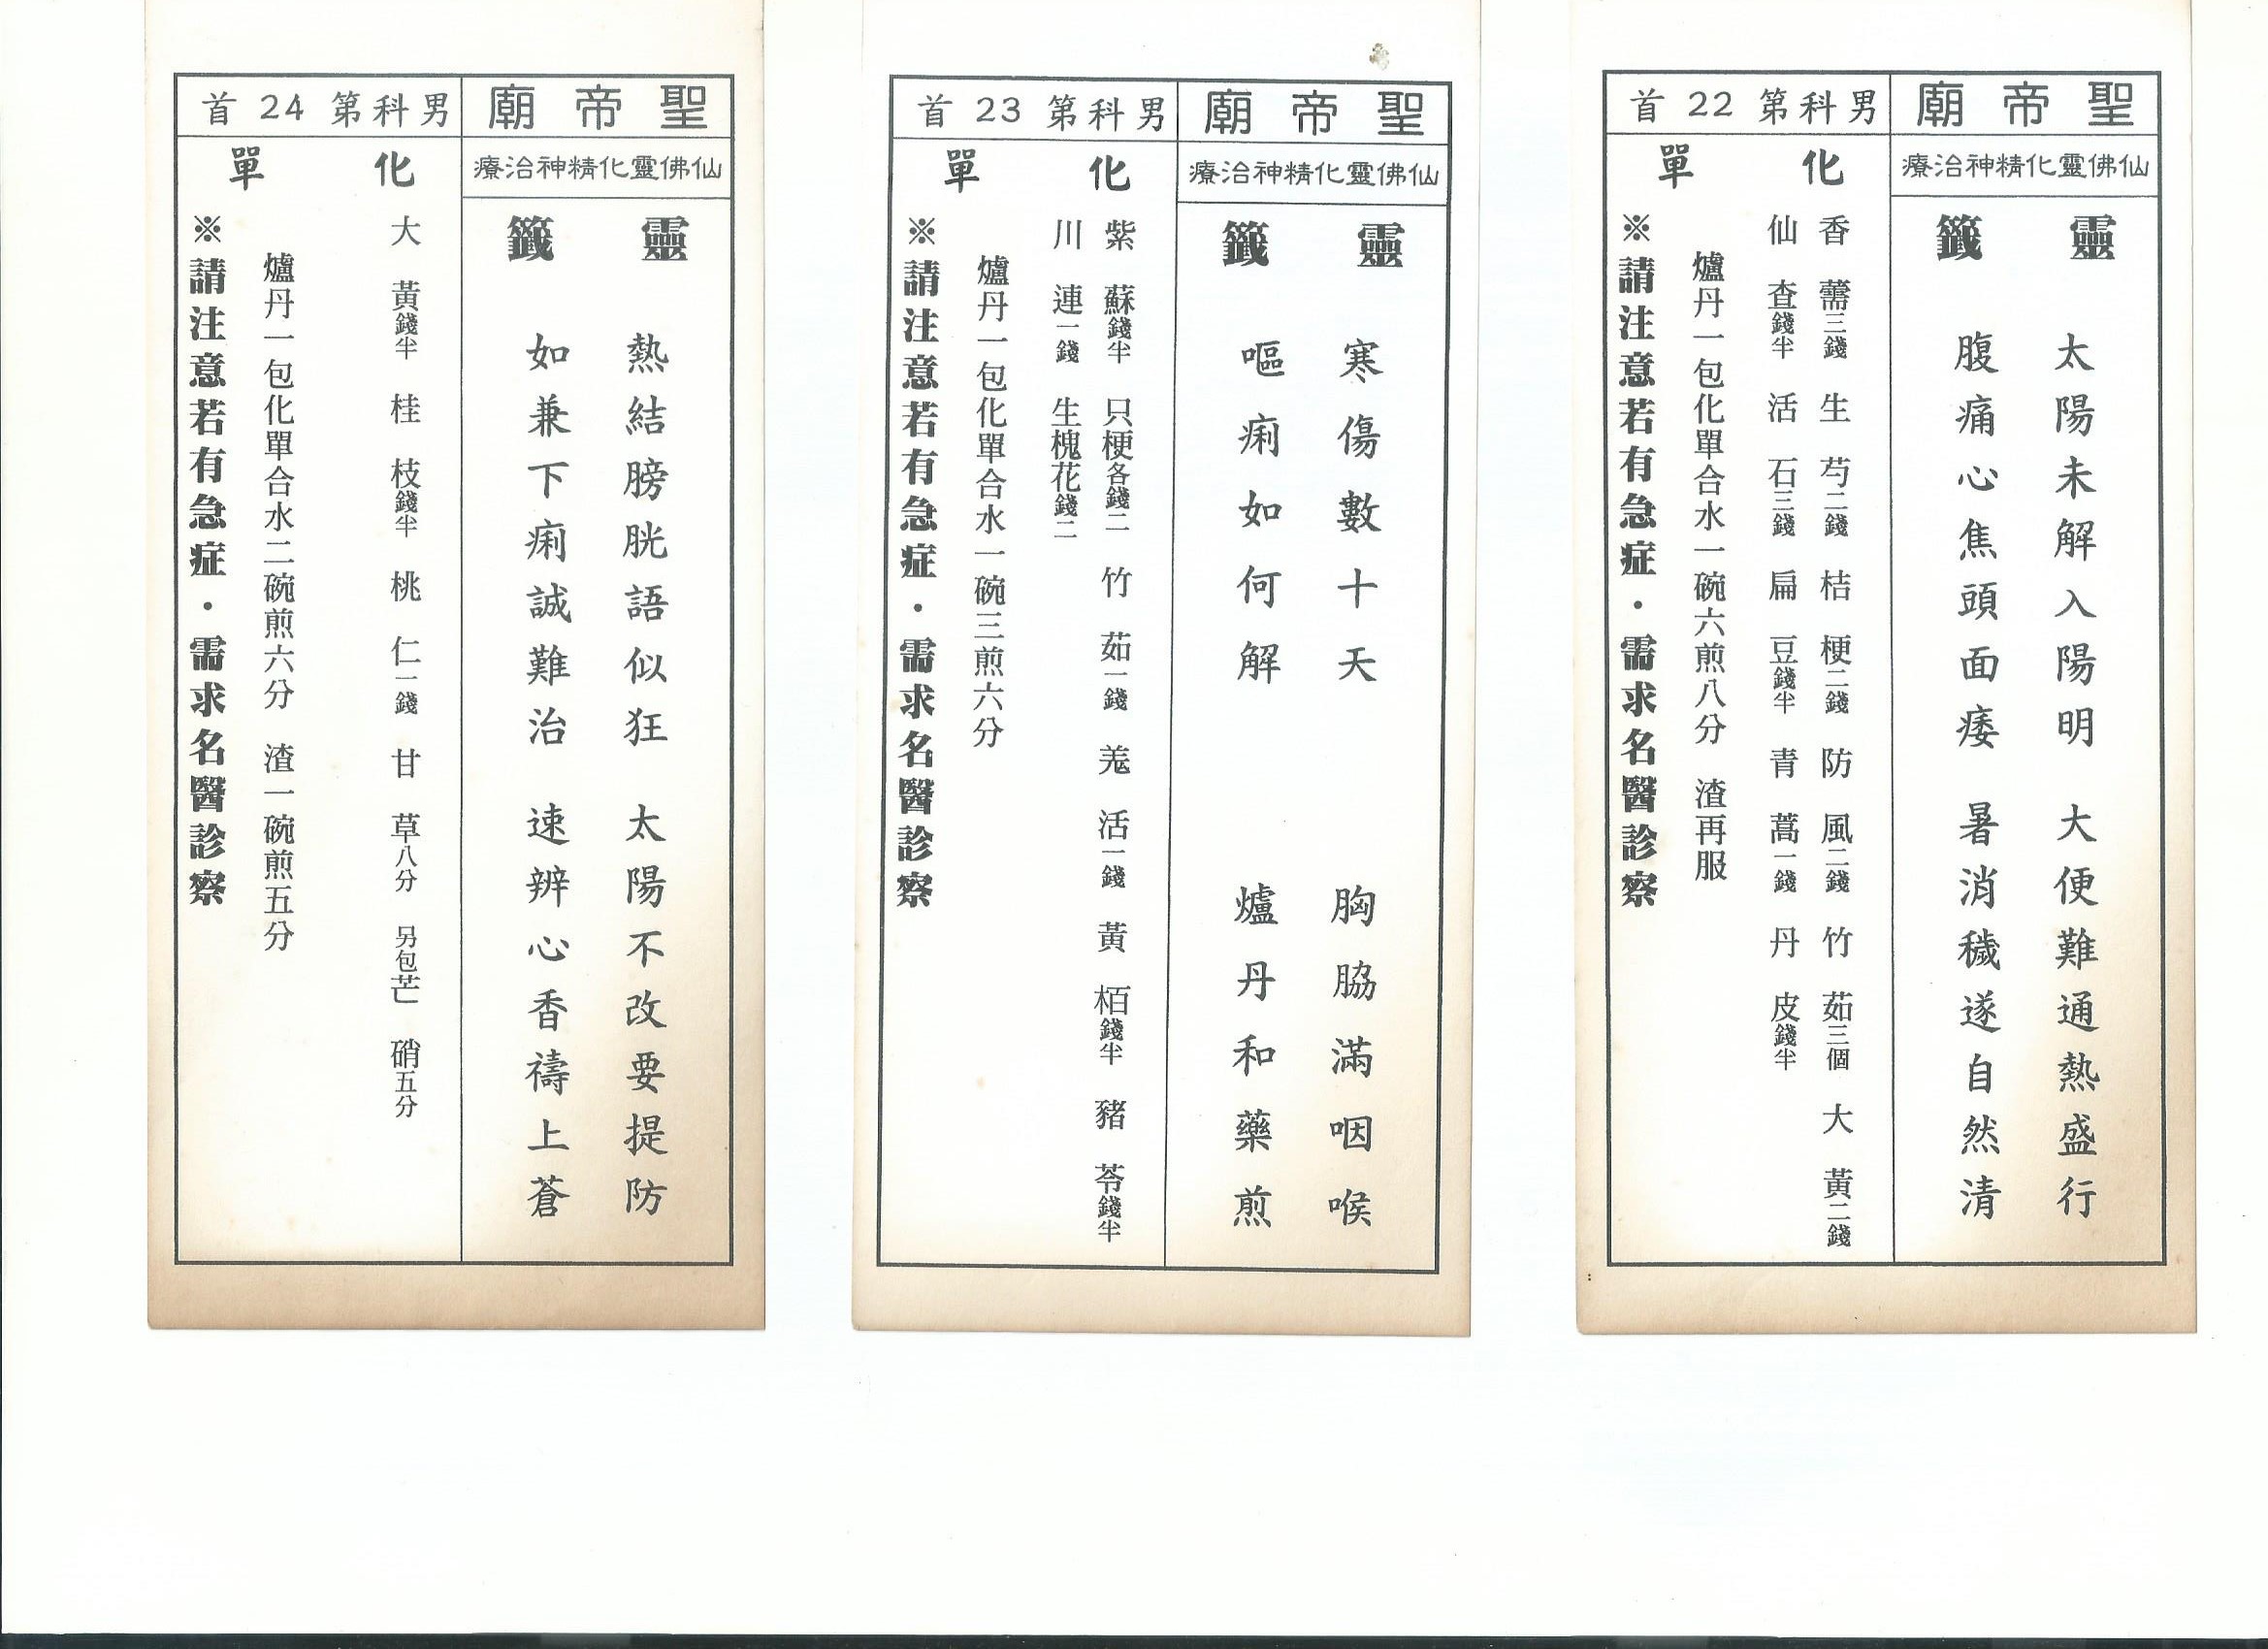 聖帝廟
男科第22首
仙佛靈化精神治療
靈籤
太陽未解入陽明 大便難通熱盛行
腹痛心焦頭面痿 暑消穢遂自然清
化單
香薷三錢 生芍二錢 桔梗二錢 防風二錢 竹茹三個 大黃二錢
仙查錢半 活石三錢 扁豆錢半 青蒿一錢 丹皮錢半
爐丹一包化單合水一碗六煎八分 渣再服
※請注意若有急症・需求名醫診察
聖帝廟
男科第23首
仙佛靈化精神治療
靈籤
寒傷數十天 胸脇滿咽喉
嘔痢如何解 爐丹和藥煎
化單
紫蘇錢半 只梗各錢二 竹茹一錢 羗活一錢 黃栢錢半 豬苓錢半
川連一錢 生槐花錢二
爐丹一包化單合水一碗三煎六分
※請注意若有急症・需求名醫診察
聖帝廟
男科第24首
仙佛靈化精神治療
靈籤
熱結膀胱語似狂 太陽不改要提防
如兼下痢誠難治 速辨心香禱上蒼
化單
大黃錢半 桂枝錢半 桃仁一錢 甘草八分 另包芒硝五分
爐丹一包化單合水二碗煎六分 渣一碗煎五分
※請注意若有急症・需求名醫診察